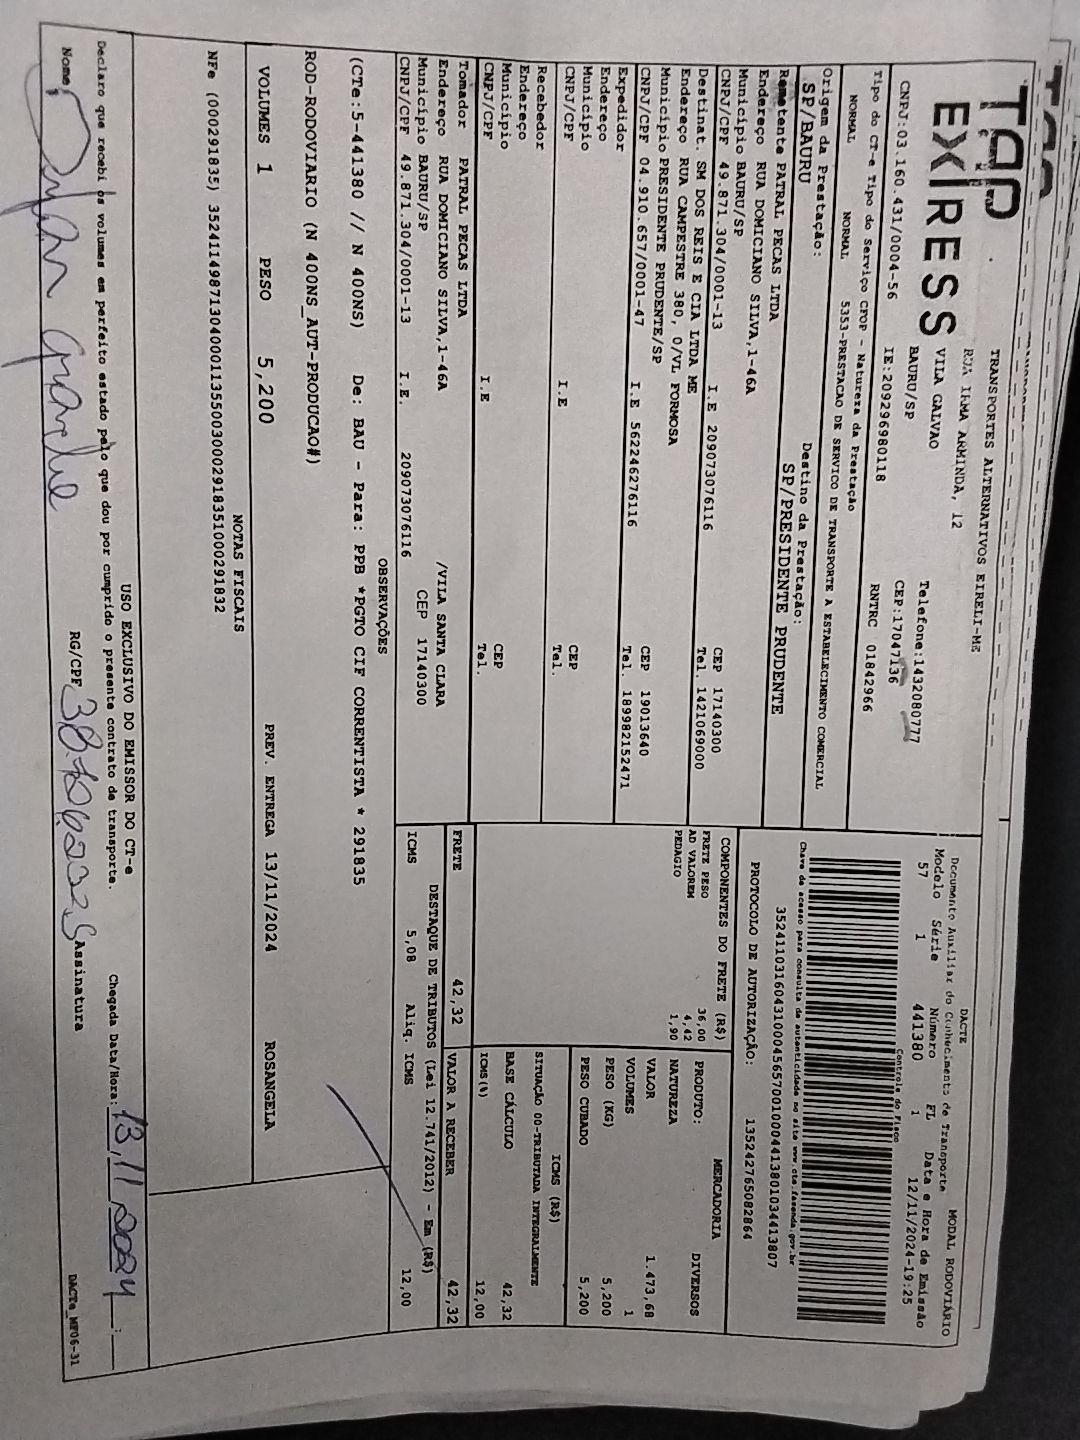 TAP
EXPRESS
TRANSPORTES ALTERNATIVOS EIRELI-ME
RUA IRMA ARMINDA, 12
VILA GALVAO
BAURU/SP
Telefone:1432080777
CEP:17047136
CNPJ:03.160.431/0004-56 IE:209296980118 RNTRC 01842966
DACTE
Documento Auxiliar do Conhecimento de Transporte
MODAL RODOVIÁRIO
Modelo Série Número FL Data e Hora de Emissão
57 1 441380 1 12/11/2024-19:25
Controle do Fisco
Chave de acesso para consulta de autenticidade no site www.cte.fazenda.gov.br
35241103160431000456570010004413801034413807
PROTOCOLO DE AUTORIZAÇÃO: 135242765082864
Tipo do CT-e Tipo do Serviço CFOP - Natureza da Prestação
NORMAL NORMAL 5353-PRESTACAO DE SERVICO DE TRANSPORTE A ESTABELECIMENTO COMERCIAL
Origem da Prestação: Destino da Prestação:
SP/BAURU SP/PRESIDENTE PRUDENTE
Remetente PATRAL PECAS LTDA
Endereço RUA DOMICIANO SILVA,1-46A
Município BAURU/SP CEP 17140300
CNPJ/CPF 49.871.304/0001-13 I.E 209073076116 Tel. 1421069000
Destinat. SM DOS REIS E CIA LTDA ME
Endereço RUA CAMPESTRE 380, 0/VL FORMOSA
Município PRESIDENTE PRUDENTE/SP CEP 19013640
CNPJ/CPF 04.910.657/0001-47 I.E 562246276116 Tel. 189982152471
Expedidor
Endereço
Município CEP
CNPJ/CPF I.E Tel.
Recebedor
Endereço
Município CEP
CNPJ/CPF I.E Tel.
Tomador PATRAL PECAS LTDA
Endereço RUA DOMICIANO SILVA,1-46A /VILA SANTA CLARA
Município BAURU/SP CEP 17140300
CNPJ/CPF 49.871.304/0001-13 I.E. 209073076116
COMPONENTES DO FRETE (R$)
FRETE PESO 36,00
AD VALOREM 4,42
PEDAGIO 1,90
MERCADORIA
PRODUTO: DIVERSOS
NATUREZA
VALOR 1.473,68
VOLUMES 1
PESO (KG) 5,200
PESO CUBADO 5,200
ICMS (R$)
SITUAÇÃO 00-TRIBUTADA INTEGRALMENTE
BASE CÁLCULO 42,32
ICMS(%) 12,00
FRETE 42,32 VALOR A RECEBER 42,32
DESTAQUE DE TRIBUTOS (Lei 12.741/2012) - Em (R$)
ICMS 5,08 Aliq. ICMS 12,00
OBSERVAÇÕES
(CTe:5-441380 // N 400NS) De: BAU - Para: PPB *PGTO CIF CORRENTISTA * 291835
ROD-RODOVIARIO (N 400NS_AUT-PRODUCAO#)
VOLUMES 1 PESO 5,200 PREV. ENTREGA 13/11/2024 ROSANGELA
NOTAS FISCAIS
NFe (000291835) 35241149871304000113550030002918351000291832
USO EXCLUSIVO DO EMISSOR DO CT-e
Declaro que recebi os volumes em perfeito estado pelo que dou por cumprido o presente contrato de transporte. Chegada Data/Hora: 13/11/2024 :
Nome: RG/CPF Assinatura
DACTe_MF06-31